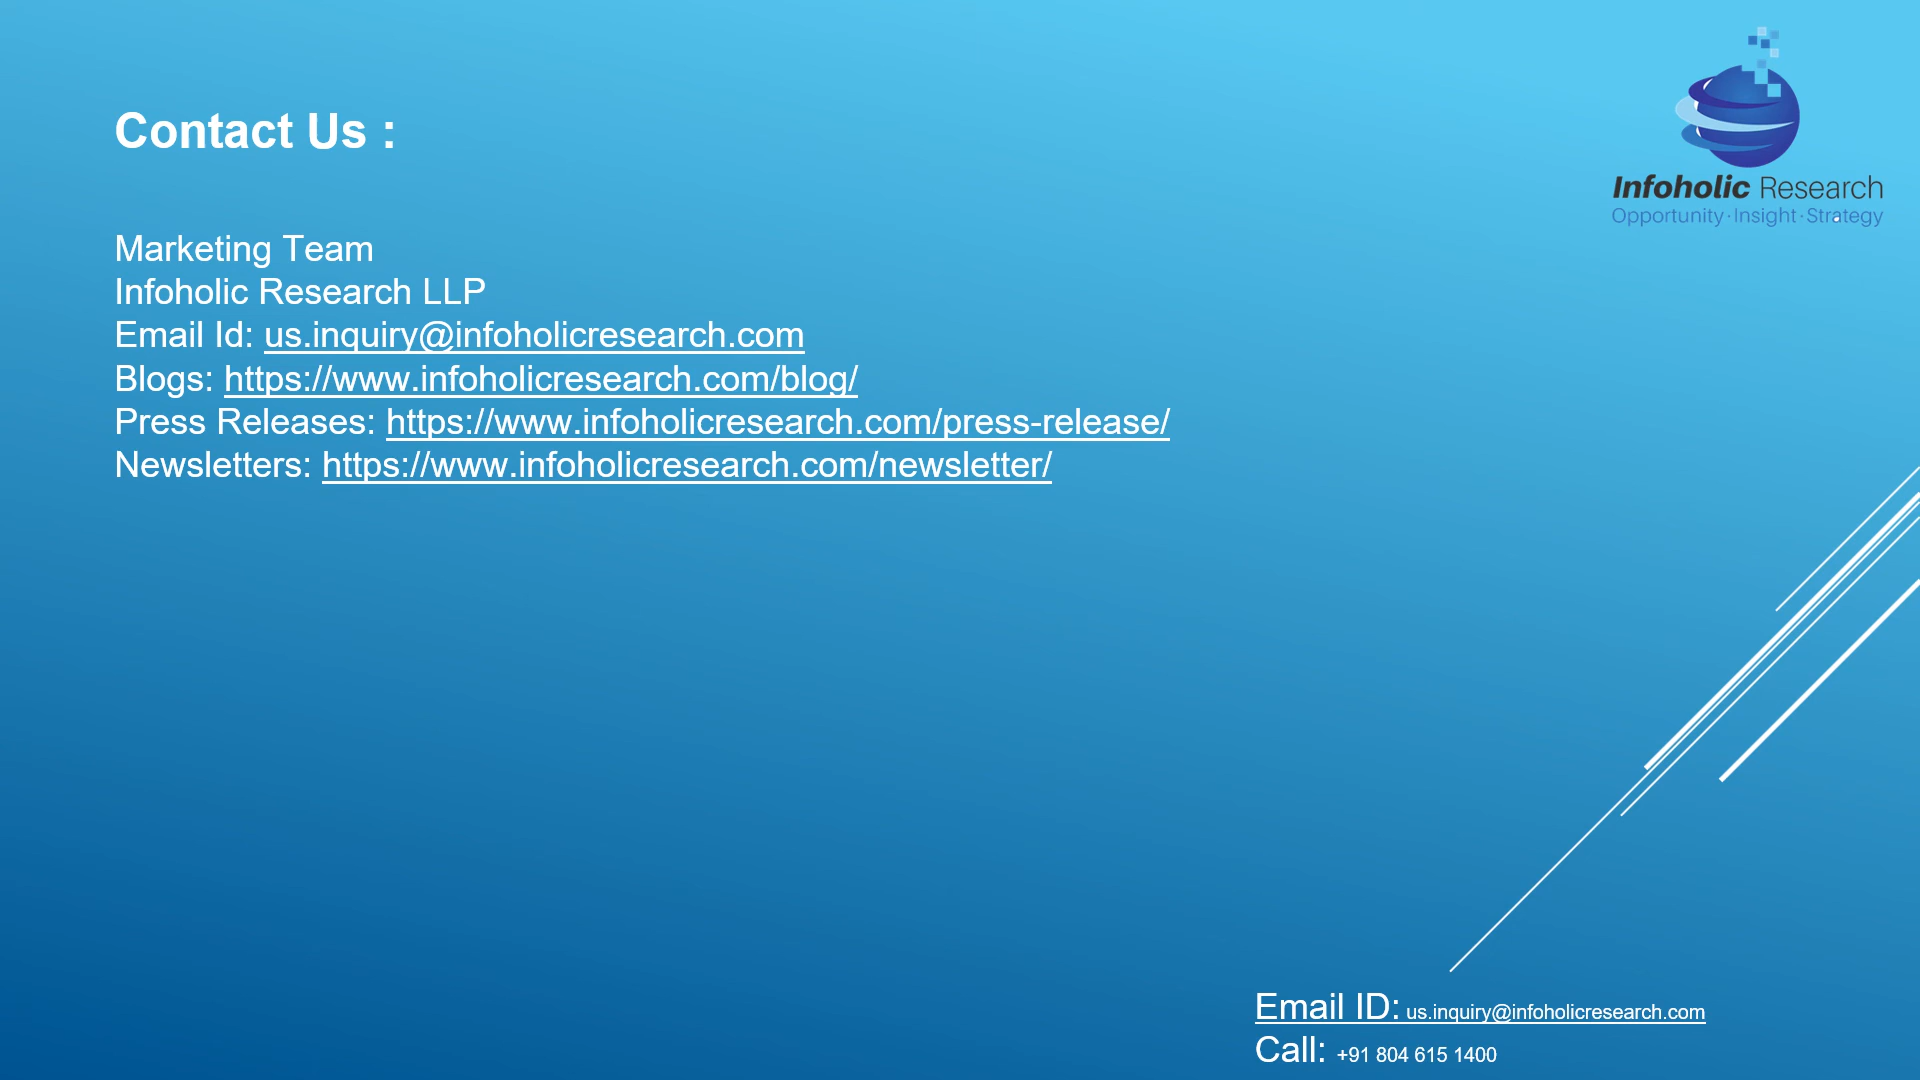 Contact Us :
Infoholic Research
Opportunity · Insight · Strategy
Marketing Team
Infoholic Research LLP
Email Id: us.inquiry@infoholicresearch.com
Blogs: https://www.infoholicresearch.com/blog/
Press Releases: https://www.infoholicresearch.com/press-release/
Newsletters: https://www.infoholicresearch.com/newsletter/
Email ID: us.inquiry@infoholicresearch.com
Call: +91 804 615 1400